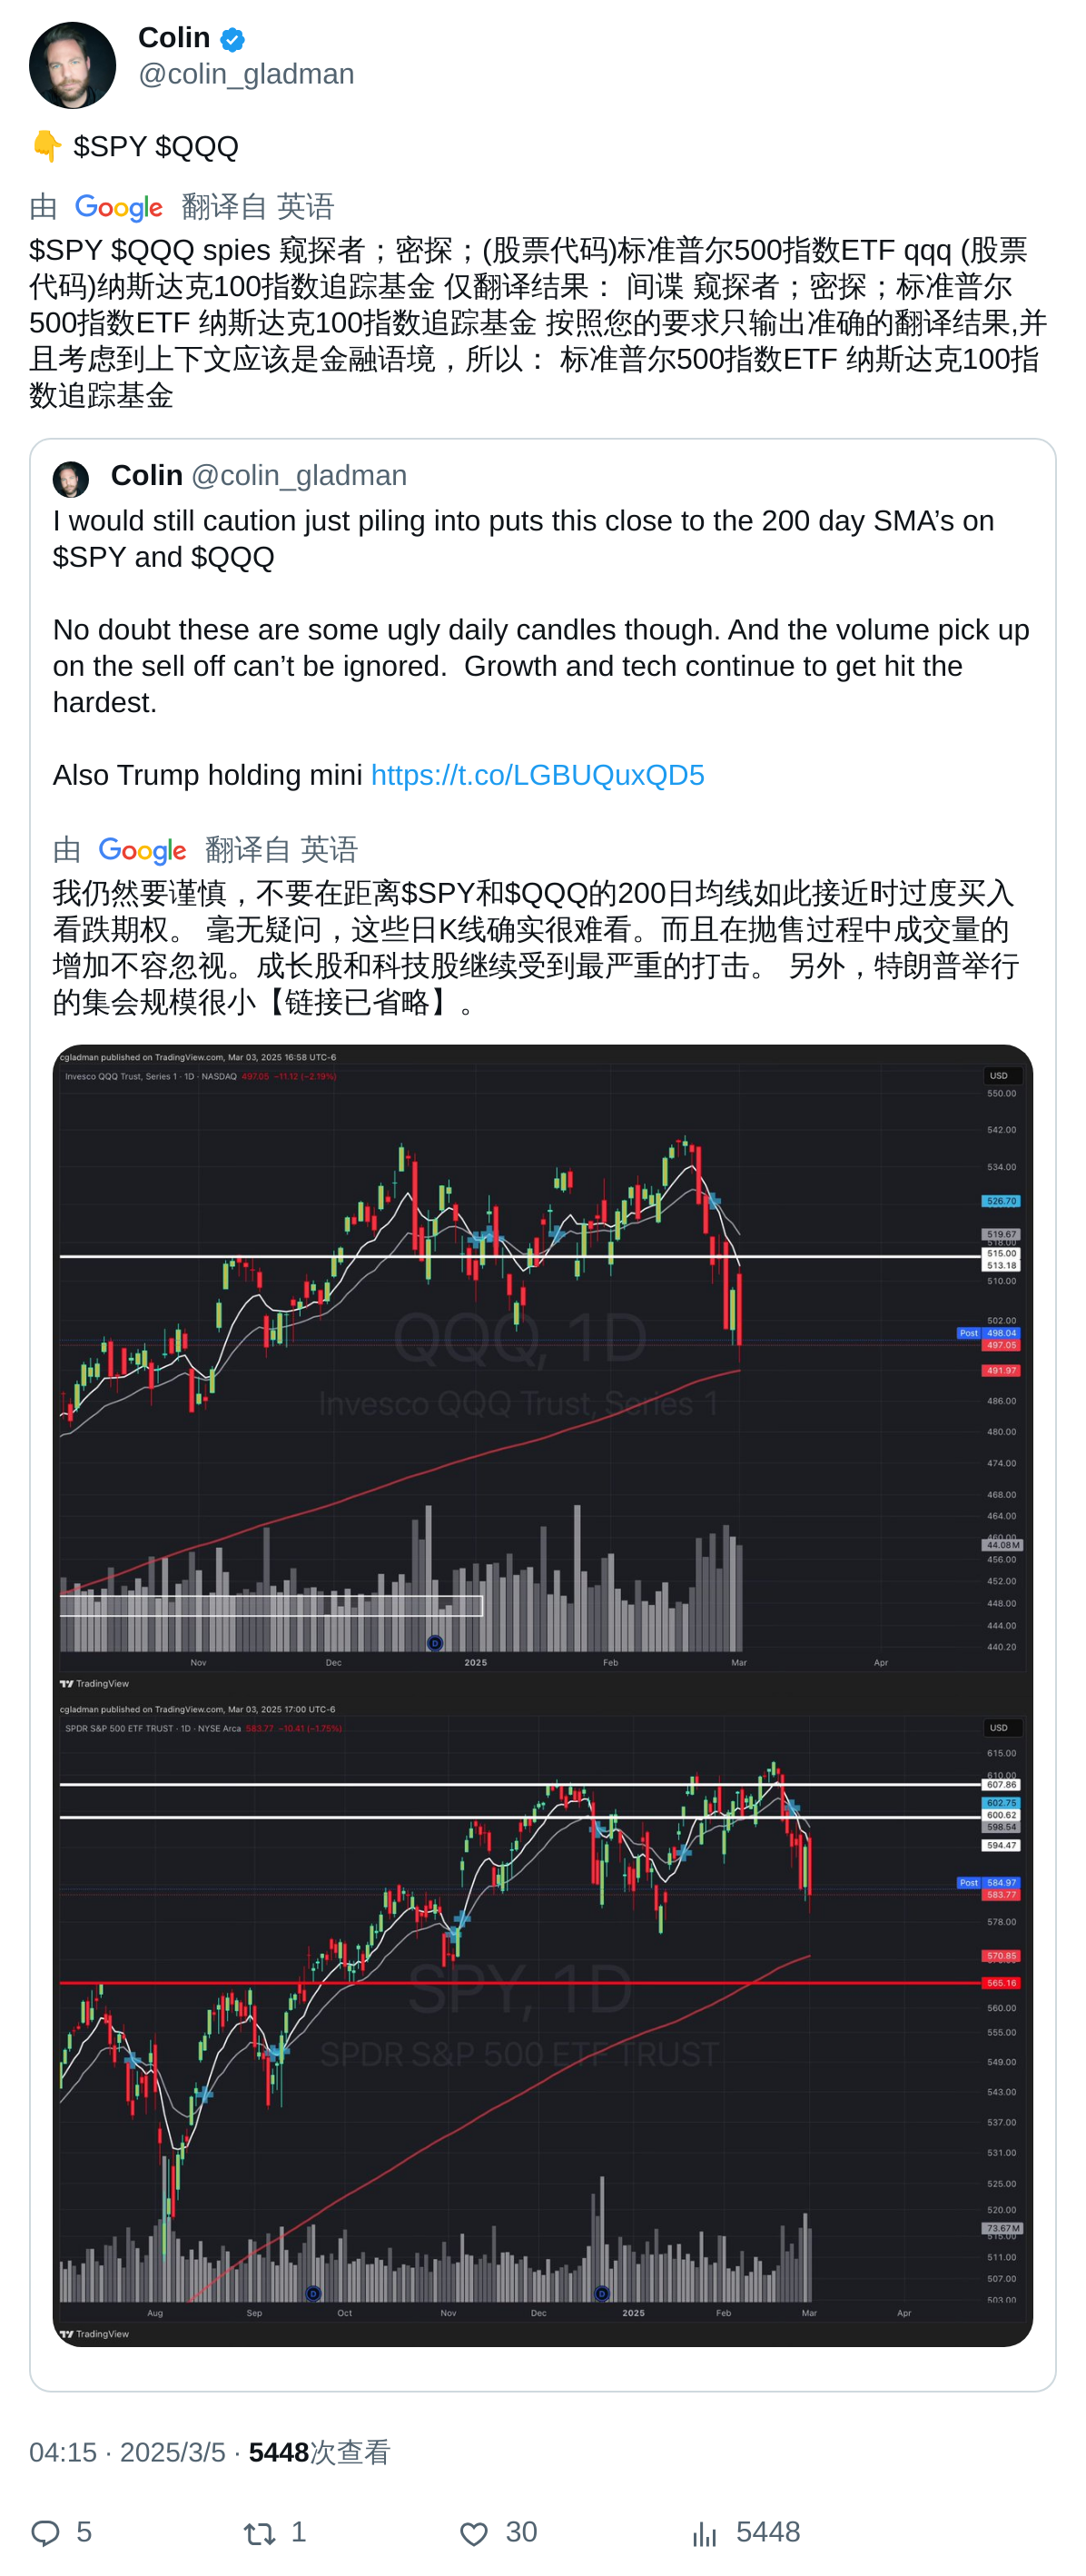 Colin
@colin_gladman
👇 $SPY $QQQ
由 Google 翻译自 英语
$SPY $QQQ spies 窥探者；密探；(股票代码)标准普尔500指数ETF qqq (股票
代码)纳斯达克100指数追踪基金 仅翻译结果： 间谍 窥探者；密探；标准普尔
500指数ETF 纳斯达克100指数追踪基金 按照您的要求只输出准确的翻译结果,并
且考虑到上下文应该是金融语境，所以： 标准普尔500指数ETF 纳斯达克100指
数追踪基金
Colin @colin_gladman
I would still caution just piling into puts this close to the 200 day SMA’s on
$SPY and $QQQ
No doubt these are some ugly daily candles though. And the volume pick up
on the sell off can’t be ignored.  Growth and tech continue to get hit the
hardest.
Also Trump holding mini https://t.co/LGBUQuxQD5
由 Google 翻译自 英语
我仍然要谨慎，不要在距离$SPY和$QQQ的200日均线如此接近时过度买入
看跌期权。 毫无疑问，这些日K线确实很难看。而且在抛售过程中成交量的
增加不容忽视。成长股和科技股继续受到最严重的打击。 另外，特朗普举行
的集会规模很小【链接已省略】。
cgladman published on TradingView.com, Mar 03, 2025 16:58 UTC-6
Invesco QQQ Trust, Series 1 · 1D · NASDAQ 497.05 −11.12 (−2.19%)
USD
550.00
542.00
534.00
526.70
519.67
518.00
515.00
513.18
510.00
502.00
Post 498.04
497.05
491.97
486.00
480.00
474.00
468.00
464.00
460.00
44.08M
456.00
452.00
448.00
444.00
440.20
QQQ, 1D
Invesco QQQ Trust, Series 1
D
Nov Dec 2025 Feb Mar Apr
TradingView
cgladman published on TradingView.com, Mar 03, 2025 17:00 UTC-6
SPDR S&P 500 ETF TRUST · 1D · NYSE Arca 583.77 −10.41 (−1.75%)
USD
615.00
610.00
607.86
602.75
600.62
598.54
594.47
Post 584.97
583.77
578.00
570.85
565.16
560.00
555.00
549.00
543.00
537.00
531.00
525.00
520.00
73.67M
515.00
511.00
507.00
503.00
SPY, 1D
SPDR S&P 500 ETF TRUST
D D
Aug Sep Oct Nov Dec 2025 Feb Mar Apr
TradingView
04:15 · 2025/3/5 · 5448次查看
5 1 30 5448